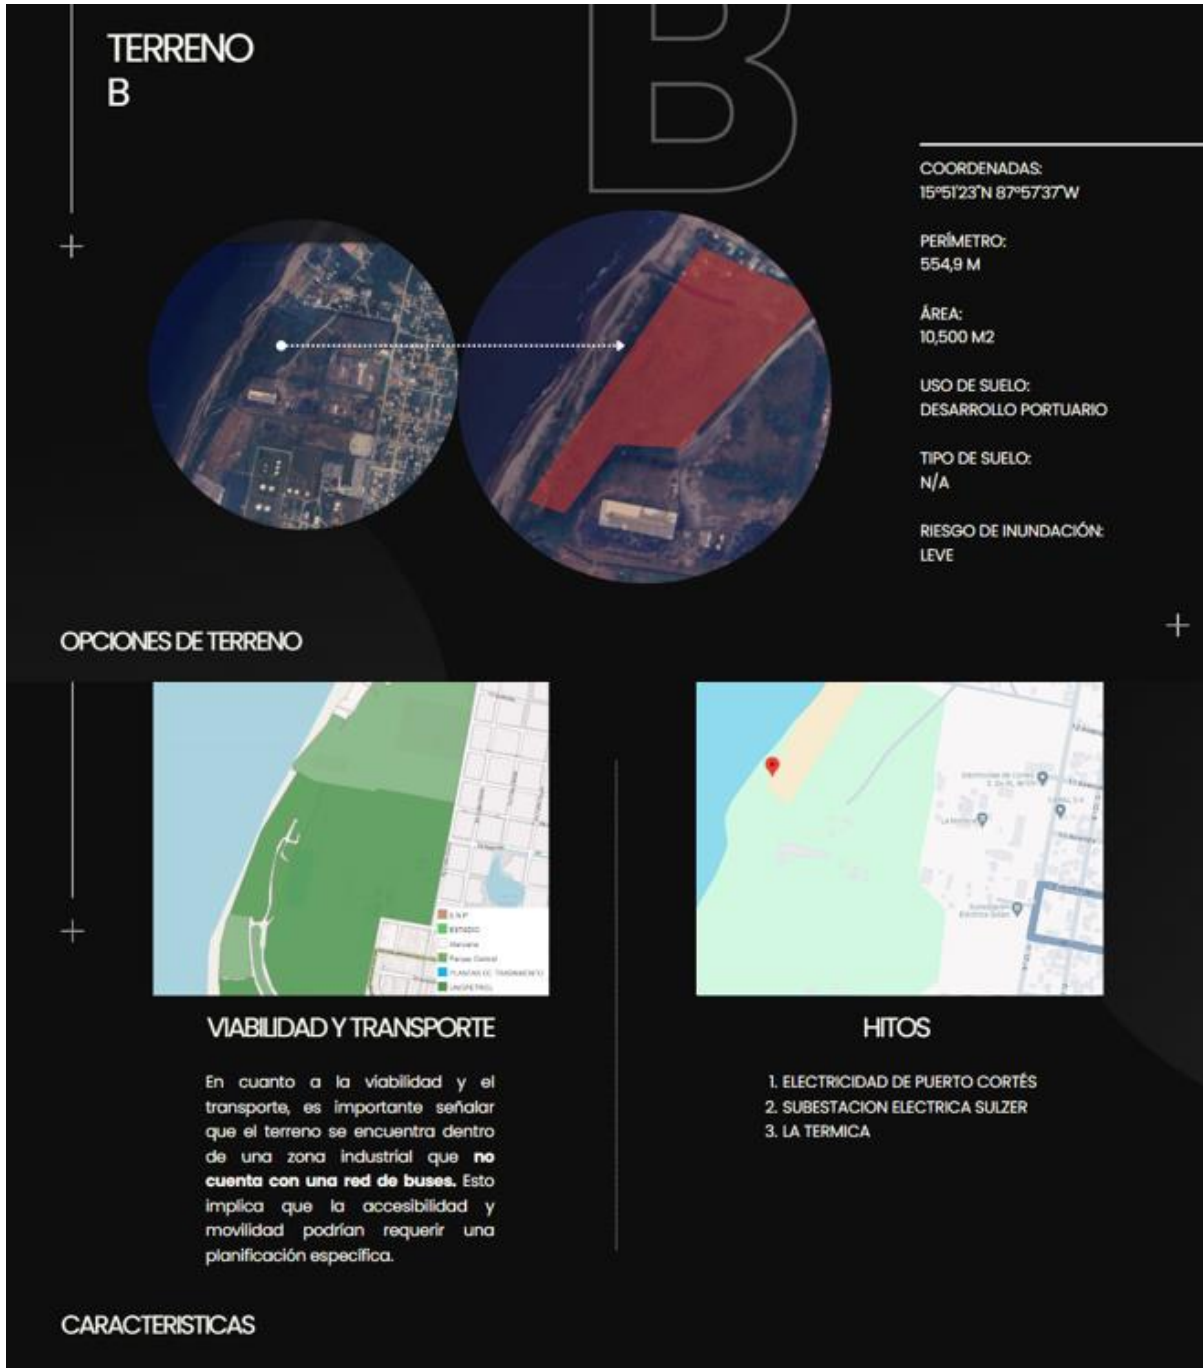 TERRENO
B
B
COORDENADAS:
15°51'23"N 87°57'37"W
PERÍMETRO:
554,9 M
ÁREA:
10,500 M2
USO DE SUELO:
DESARROLLO PORTUARIO
TIPO DE SUELO:
N/A
RIESGO DE INUNDACIÓN:
LEVE
OPCIONES DE TERRENO
E.N.P
ESTADIO
Manzana
Parque Central
PLANTAS DE TRATAMIENTO
UNOPETROL
VIABILIDAD Y TRANSPORTE
En cuanto a la viabilidad y el
transporte, es importante señalar
que el terreno se encuentra dentro
de una zona industrial que no
cuenta con una red de buses. Esto
implica que la accesibilidad y
movilidad podrían requerir una
planificación específica.
HITOS
1. ELECTRICIDAD DE PUERTO CORTÉS
2. SUBESTACION ELECTRICA SULZER
3. LA TERMICA
CARACTERISTICAS